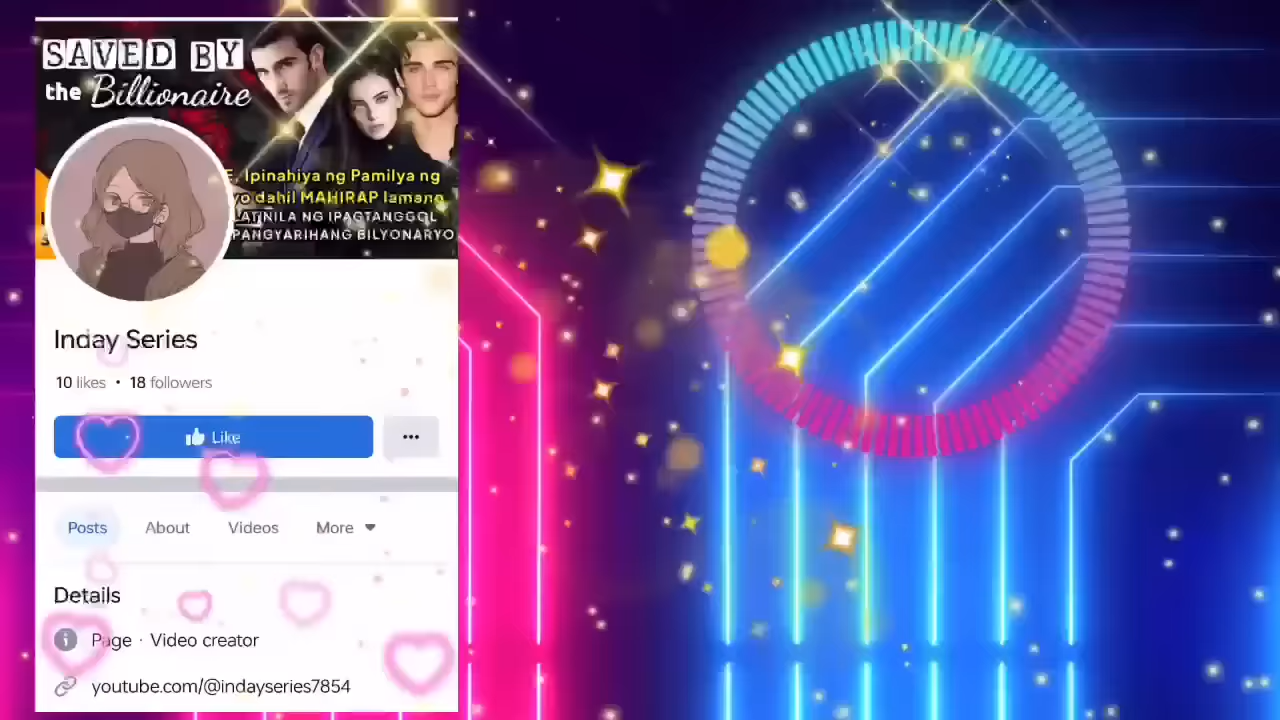 SAVED BY
the Billionaire
E, Ipinahiya ng Pamilya ng
yo dahil MAHIRAP lamang
NILA NG IPAGTANGGOL
PANGYARIHANG BILYONARYO
Inday Series
10 likes • 18 followers
Like
Posts About Videos More
Details
Page · Video creator
youtube.com/@indayseries7854